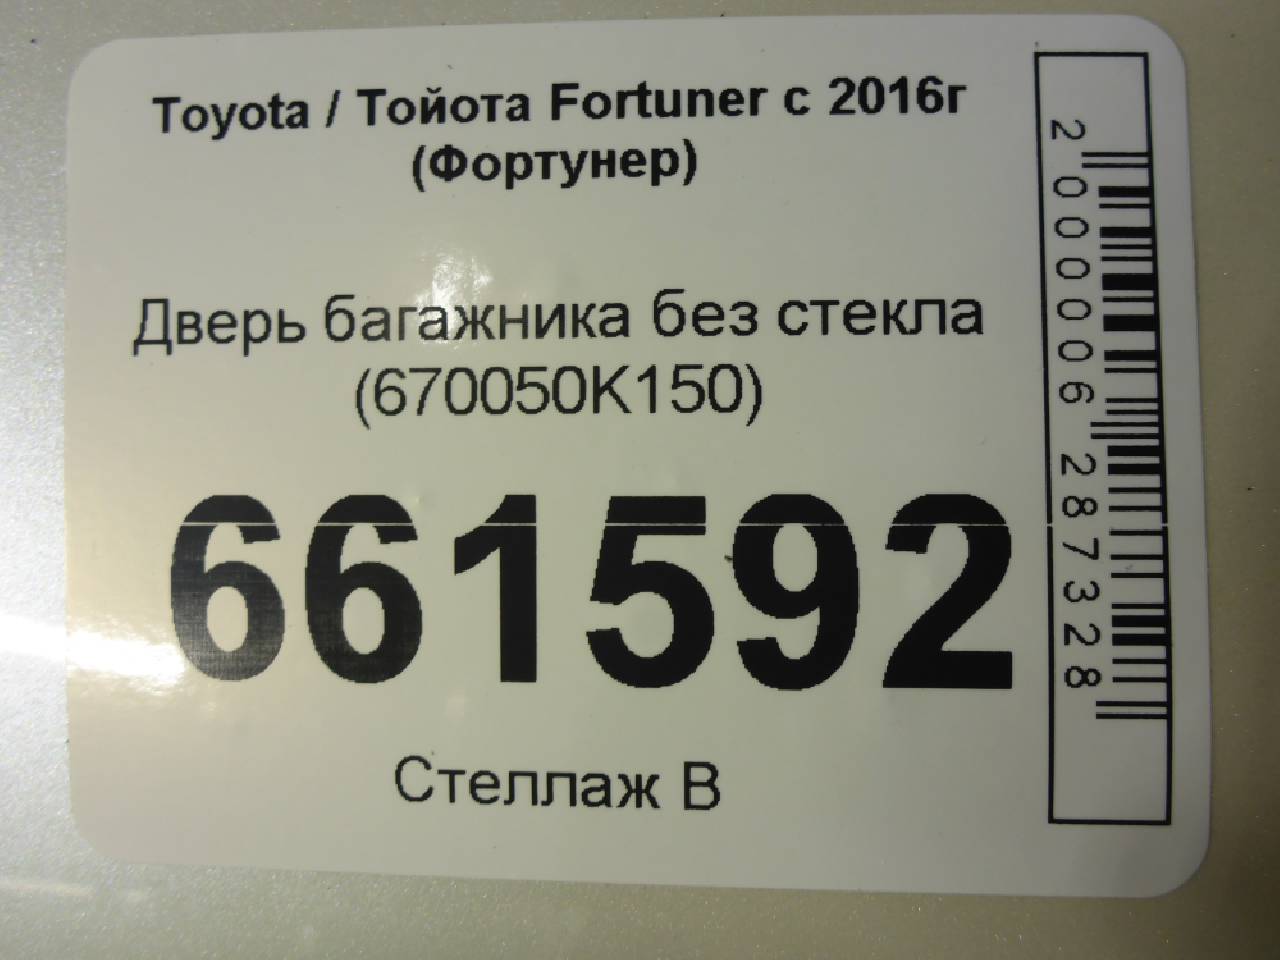 Toyota / Тойота Fortuner с 2016г
(Фортунер)
Дверь багажника без стекла
(670050K150)
661592
Стеллаж В
2000006287328